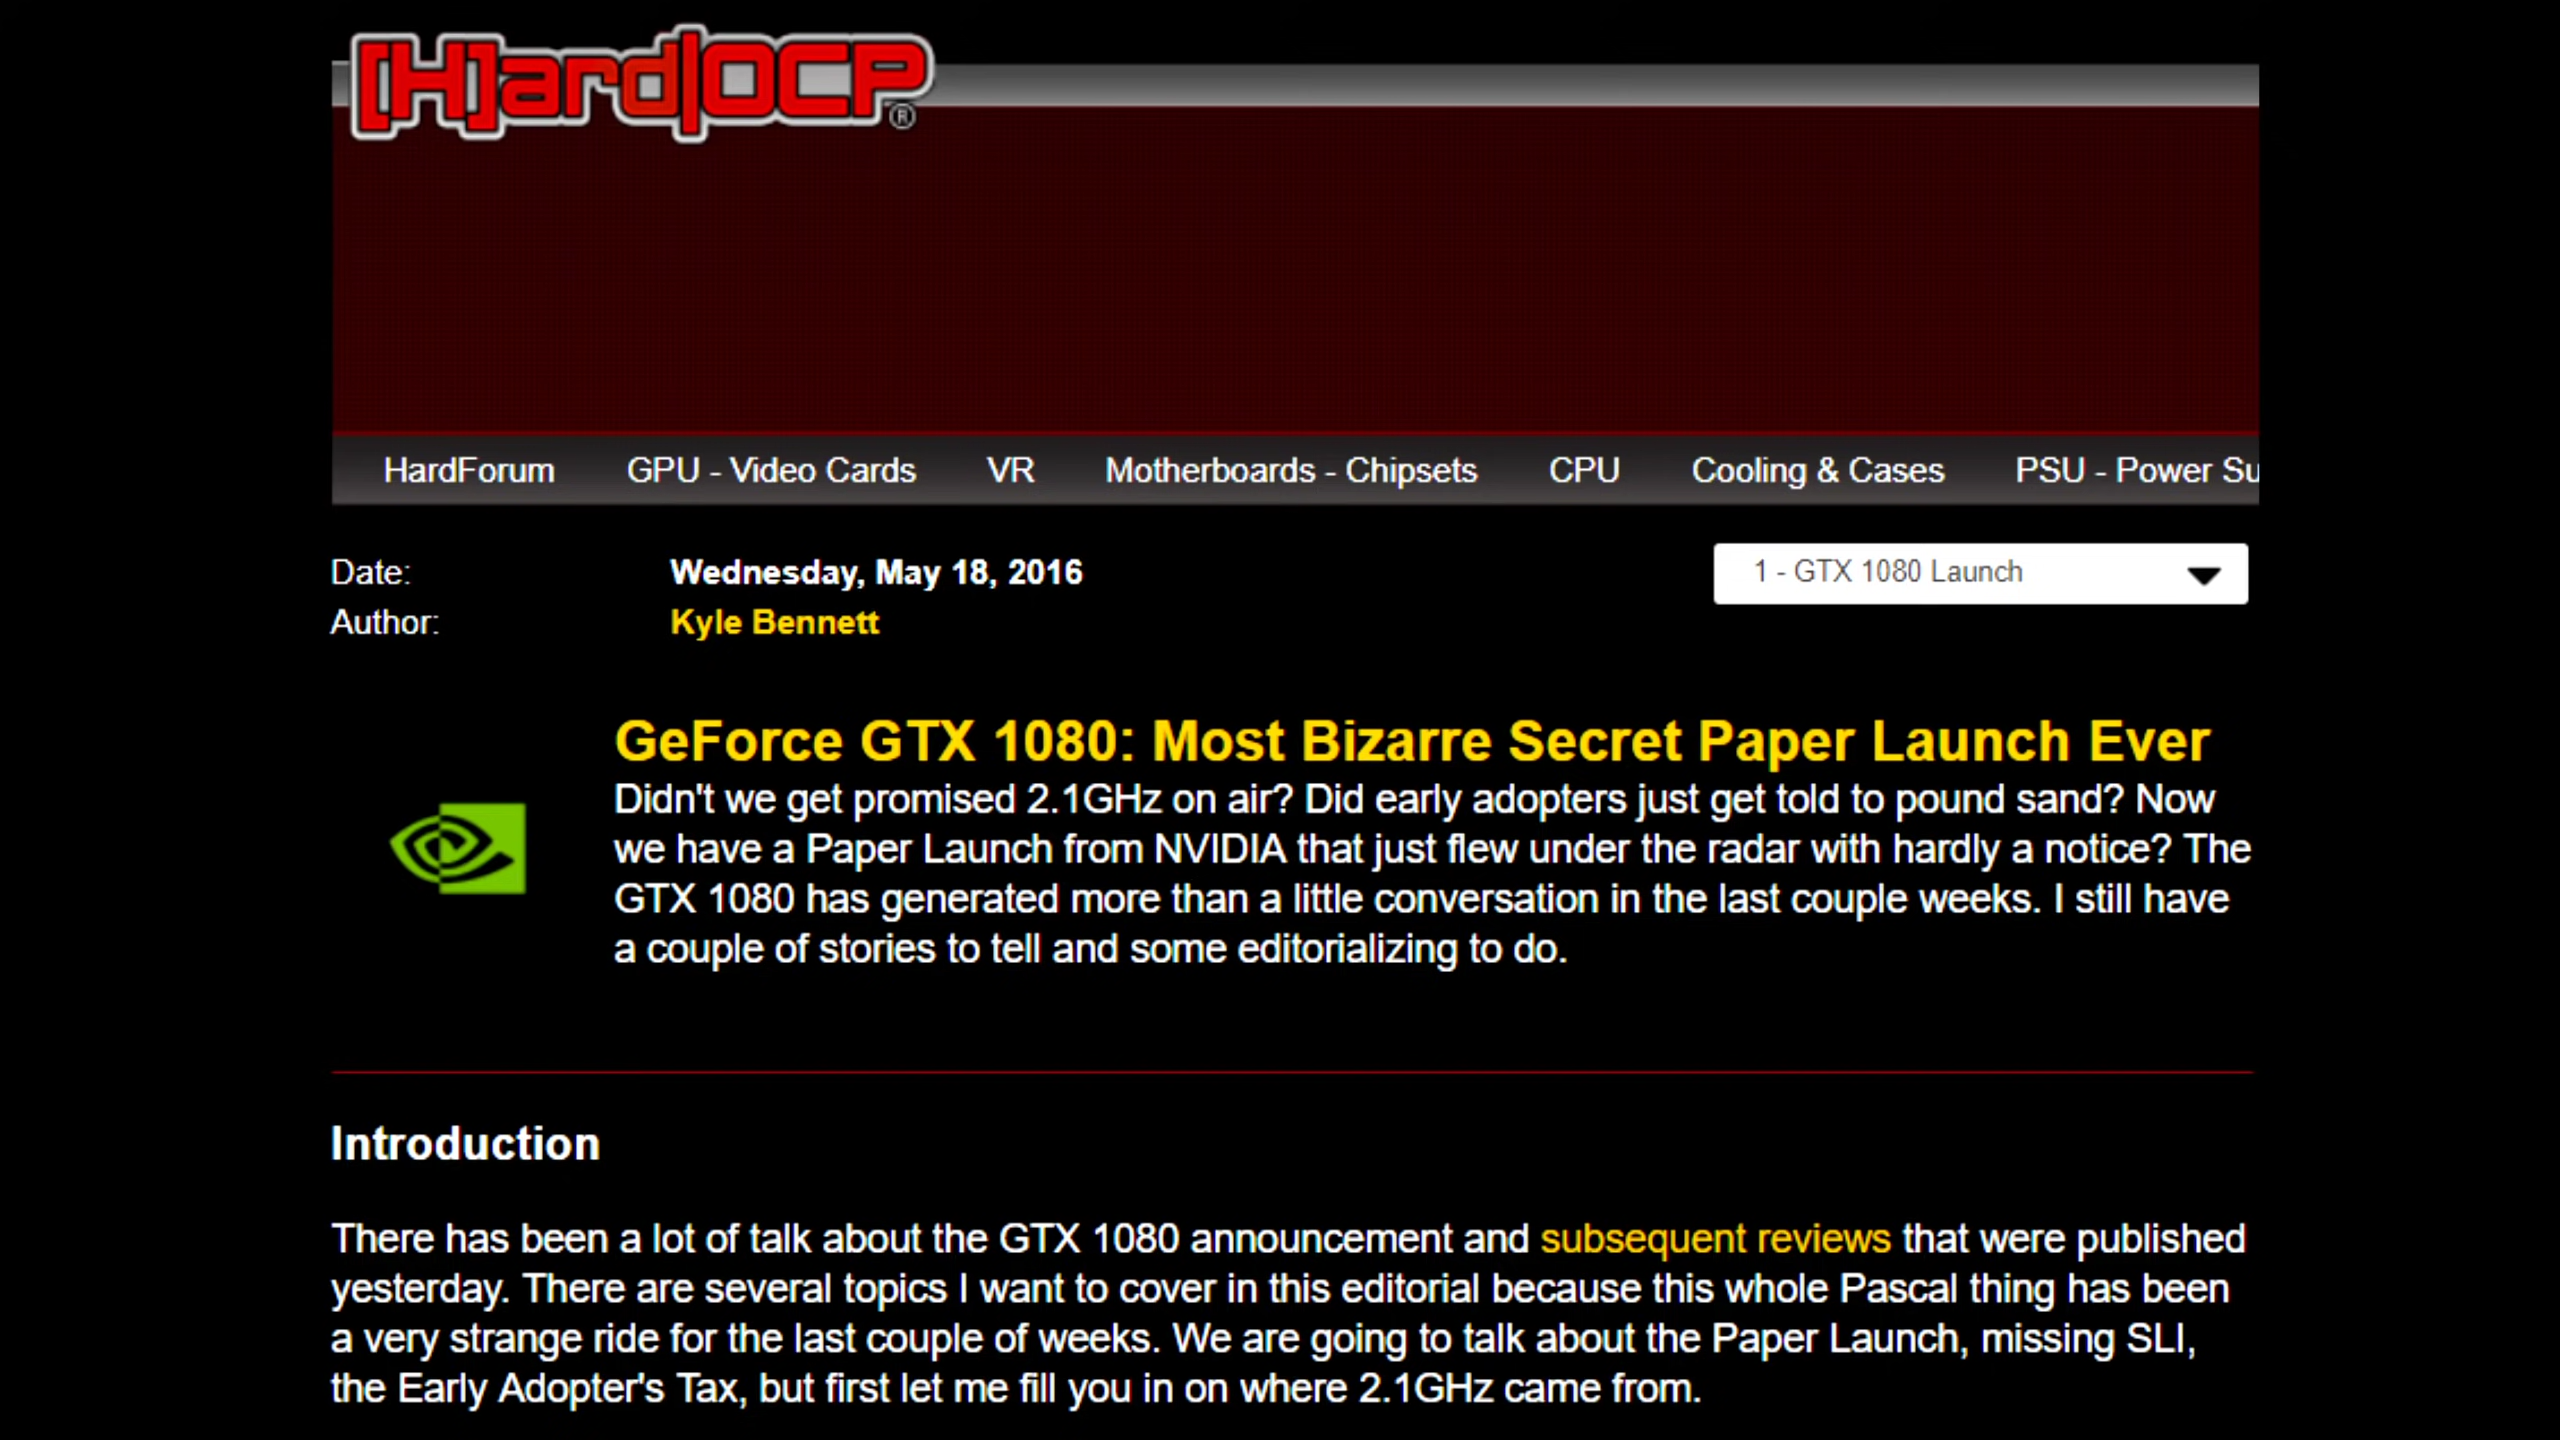 [H]ard|OCP®
HardForum GPU - Video Cards VR Motherboards - Chipsets CPU Cooling & Cases PSU - Power Su
Date: Wednesday, May 18, 2016
1 - GTX 1080 Launch
Author: Kyle Bennett
GeForce GTX 1080: Most Bizarre Secret Paper Launch Ever
Didn't we get promised 2.1GHz on air? Did early adopters just get told to pound sand? Now
we have a Paper Launch from NVIDIA that just flew under the radar with hardly a notice? The
GTX 1080 has generated more than a little conversation in the last couple weeks. I still have
a couple of stories to tell and some editorializing to do.
Introduction
There has been a lot of talk about the GTX 1080 announcement and subsequent reviews that were published
yesterday. There are several topics I want to cover in this editorial because this whole Pascal thing has been
a very strange ride for the last couple of weeks. We are going to talk about the Paper Launch, missing SLI,
the Early Adopter's Tax, but first let me fill you in on where 2.1GHz came from.